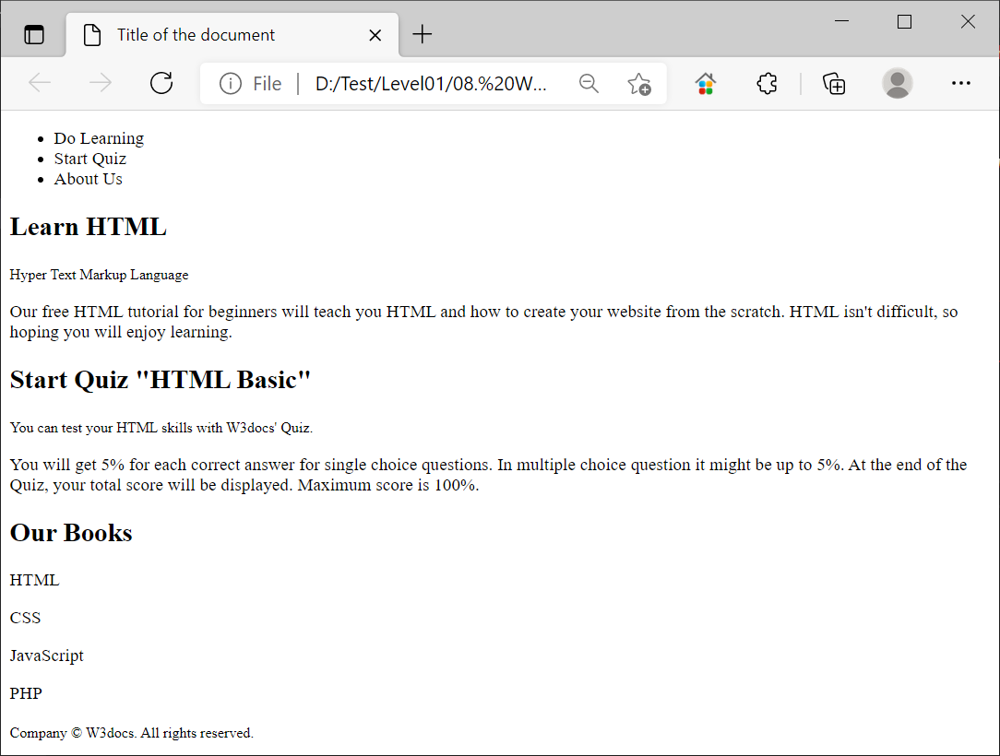 Title of the document
File
D:/Test/Level01/08.%20W...
Do Learning
Start Quiz
About Us
Learn HTML
Hyper Text Markup Language
Our free HTML tutorial for beginners will teach you HTML and how to create your website from the scratch. HTML isn't difficult, so
hoping you will enjoy learning.
Start Quiz "HTML Basic"
You can test your HTML skills with W3docs' Quiz.
You will get 5% for each correct answer for single choice questions. In multiple choice question it might be up to 5%. At the end of the
Quiz, your total score will be displayed. Maximum score is 100%.
Our Books
HTML
CSS
JavaScript
PHP
Company © W3docs. All rights reserved.